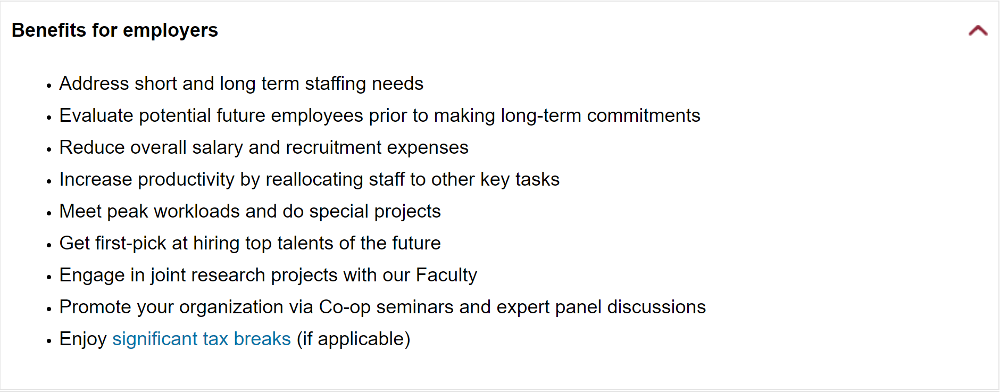 Benefits for employers
• Address short and long term staffing needs
• Evaluate potential future employees prior to making long-term commitments
• Reduce overall salary and recruitment expenses
• Increase productivity by reallocating staff to other key tasks
• Meet peak workloads and do special projects
• Get first-pick at hiring top talents of the future
• Engage in joint research projects with our Faculty
• Promote your organization via Co-op seminars and expert panel discussions
• Enjoy significant tax breaks (if applicable)